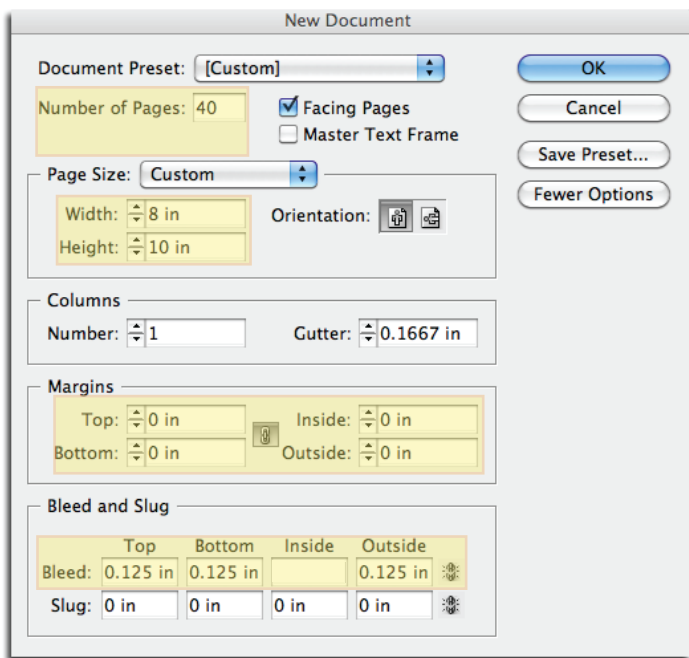 New Document
Document Preset: [Custom]
OK
Number of Pages: 40
Facing Pages
Cancel
Master Text Frame
Save Preset...
Page Size: Custom
Fewer Options
Width: 8 in
Orientation:
Height: 10 in
Columns
Number: 1 Gutter: 0.1667 in
Margins
Top: 0 in Inside: 0 in
Bottom: 0 in Outside: 0 in
Bleed and Slug
Top Bottom Inside Outside
Bleed: 0.125 in 0.125 in 0.125 in
Slug: 0 in 0 in 0 in 0 in